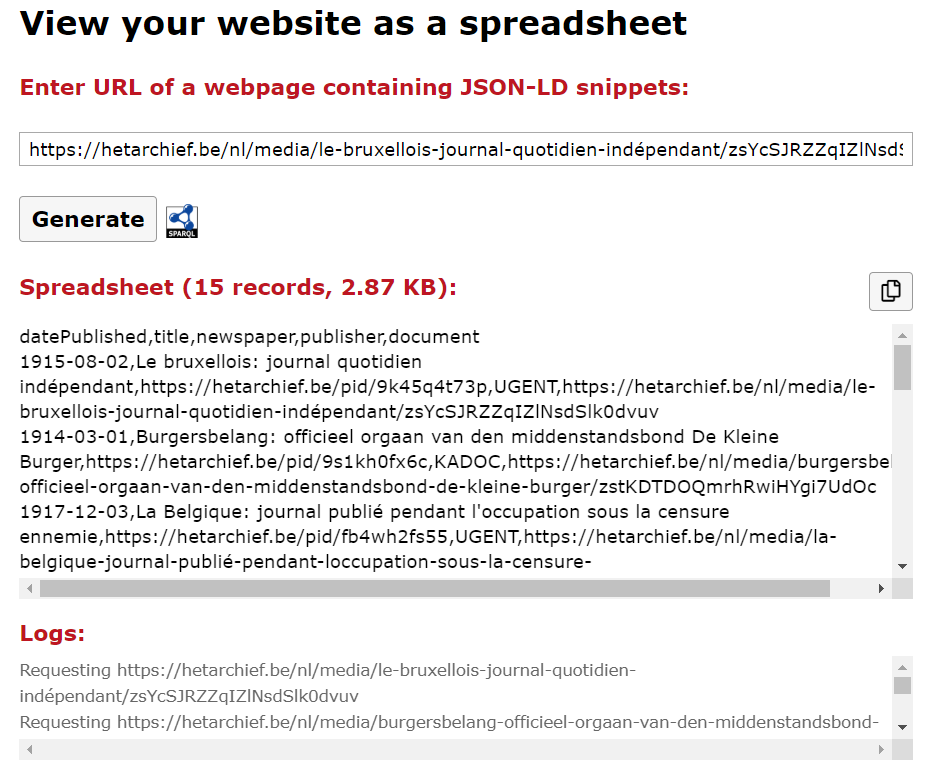 View your website as a spreadsheet
Enter URL of a webpage containing JSON-LD snippets:
https://hetarchief.be/nl/media/le-bruxellois-journal-quotidien-indépendant/zsYcSJRZZqIZlNsdS
Generate
SPARQL
Spreadsheet (15 records, 2.87 KB):
datePublished,title,newspaper,publisher,document
1915-08-02,Le bruxellois: journal quotidien
indépendant,https://hetarchief.be/pid/9k45q4t73p,UGENT,https://hetarchief.be/nl/media/le-
bruxellois-journal-quotidien-indépendant/zsYcSJRZZqIZlNsdSlk0dvuv
1914-03-01,Burgersbelang: officieel orgaan van den middenstandsbond De Kleine
Burger,https://hetarchief.be/pid/9s1kh0fx6c,KADOC,https://hetarchief.be/nl/media/burgersbel
officieel-orgaan-van-den-middenstandsbond-de-kleine-burger/zstKDTDOQmrhRwiHYgi7UdOc
1917-12-03,La Belgique: journal publié pendant l'occupation sous la censure
ennemie,https://hetarchief.be/pid/fb4wh2fs55,UGENT,https://hetarchief.be/nl/media/la-
belgique-journal-publié-pendant-loccupation-sous-la-censure-
Logs:
Requesting https://hetarchief.be/nl/media/le-bruxellois-journal-quotidien-
indépendant/zsYcSJRZZqIZlNsdSlk0dvuv
Requesting https://hetarchief.be/nl/media/burgersbelang-officieel-orgaan-van-den-middenstandsbond-